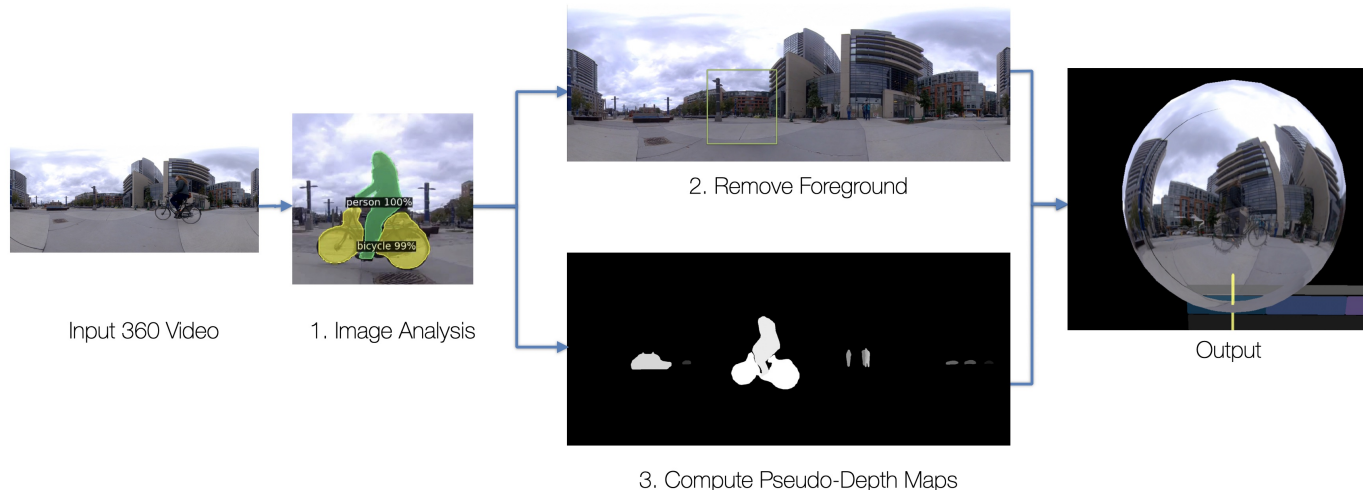 person 100%
bicycle 99%
2. Remove Foreground
Input 360 Video
1. Image Analysis
Output
3. Compute Pseudo-Depth Maps